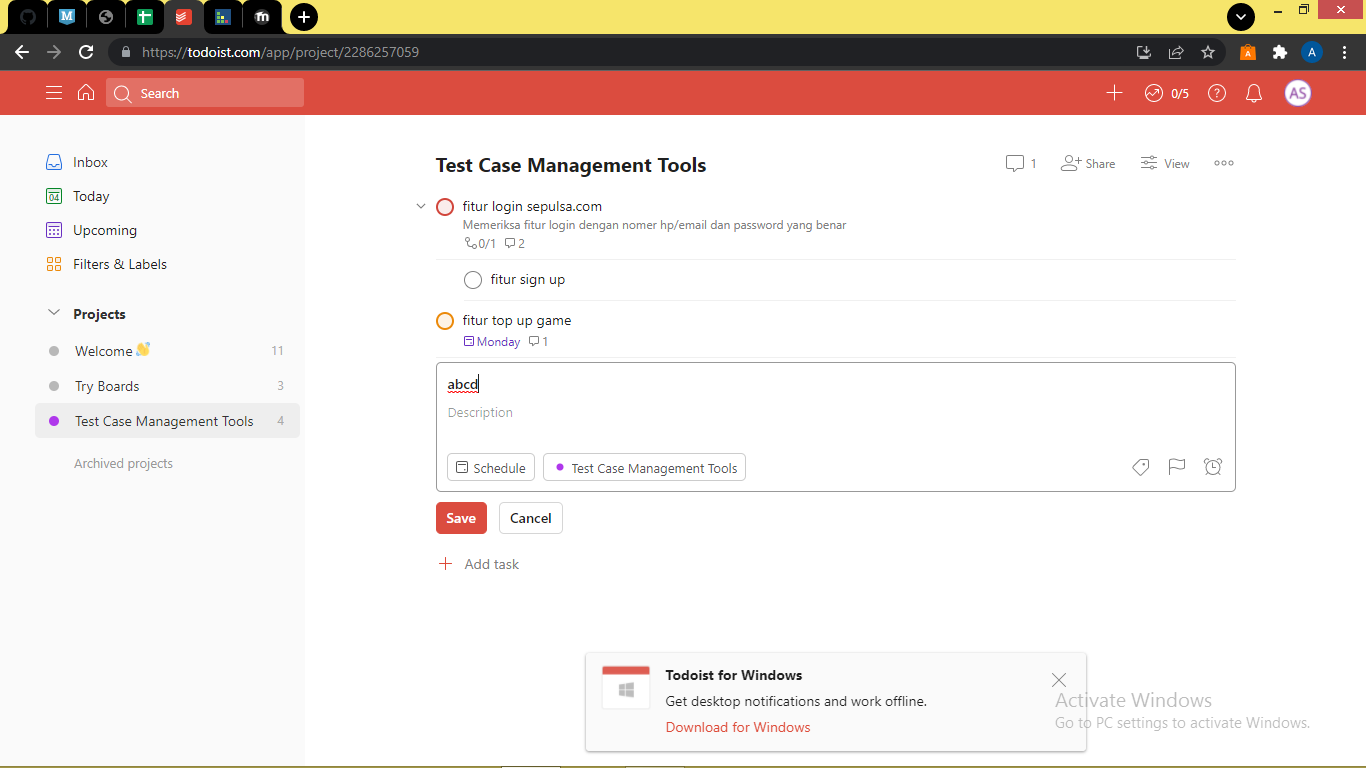 https://todoist.com/app/project/2286257059
A
A
Search
0/5
?
AS
Inbox
04
Today
Upcoming
Filters & Labels
Projects
Welcome
11
Try Boards
3
Test Case Management Tools
4
Archived projects
Test Case Management Tools
1
Share
View
fitur login sepulsa.com
Memeriksa fitur login dengan nomer hp/email dan password yang benar
0/1
2
fitur sign up
fitur top up game
Monday
1
abcd
Description
Schedule
Test Case Management Tools
Save
Cancel
Add task
Todoist for Windows
Get desktop notifications and work offline.
Download for Windows
Activate Windows
Go to PC settings to activate Windows.